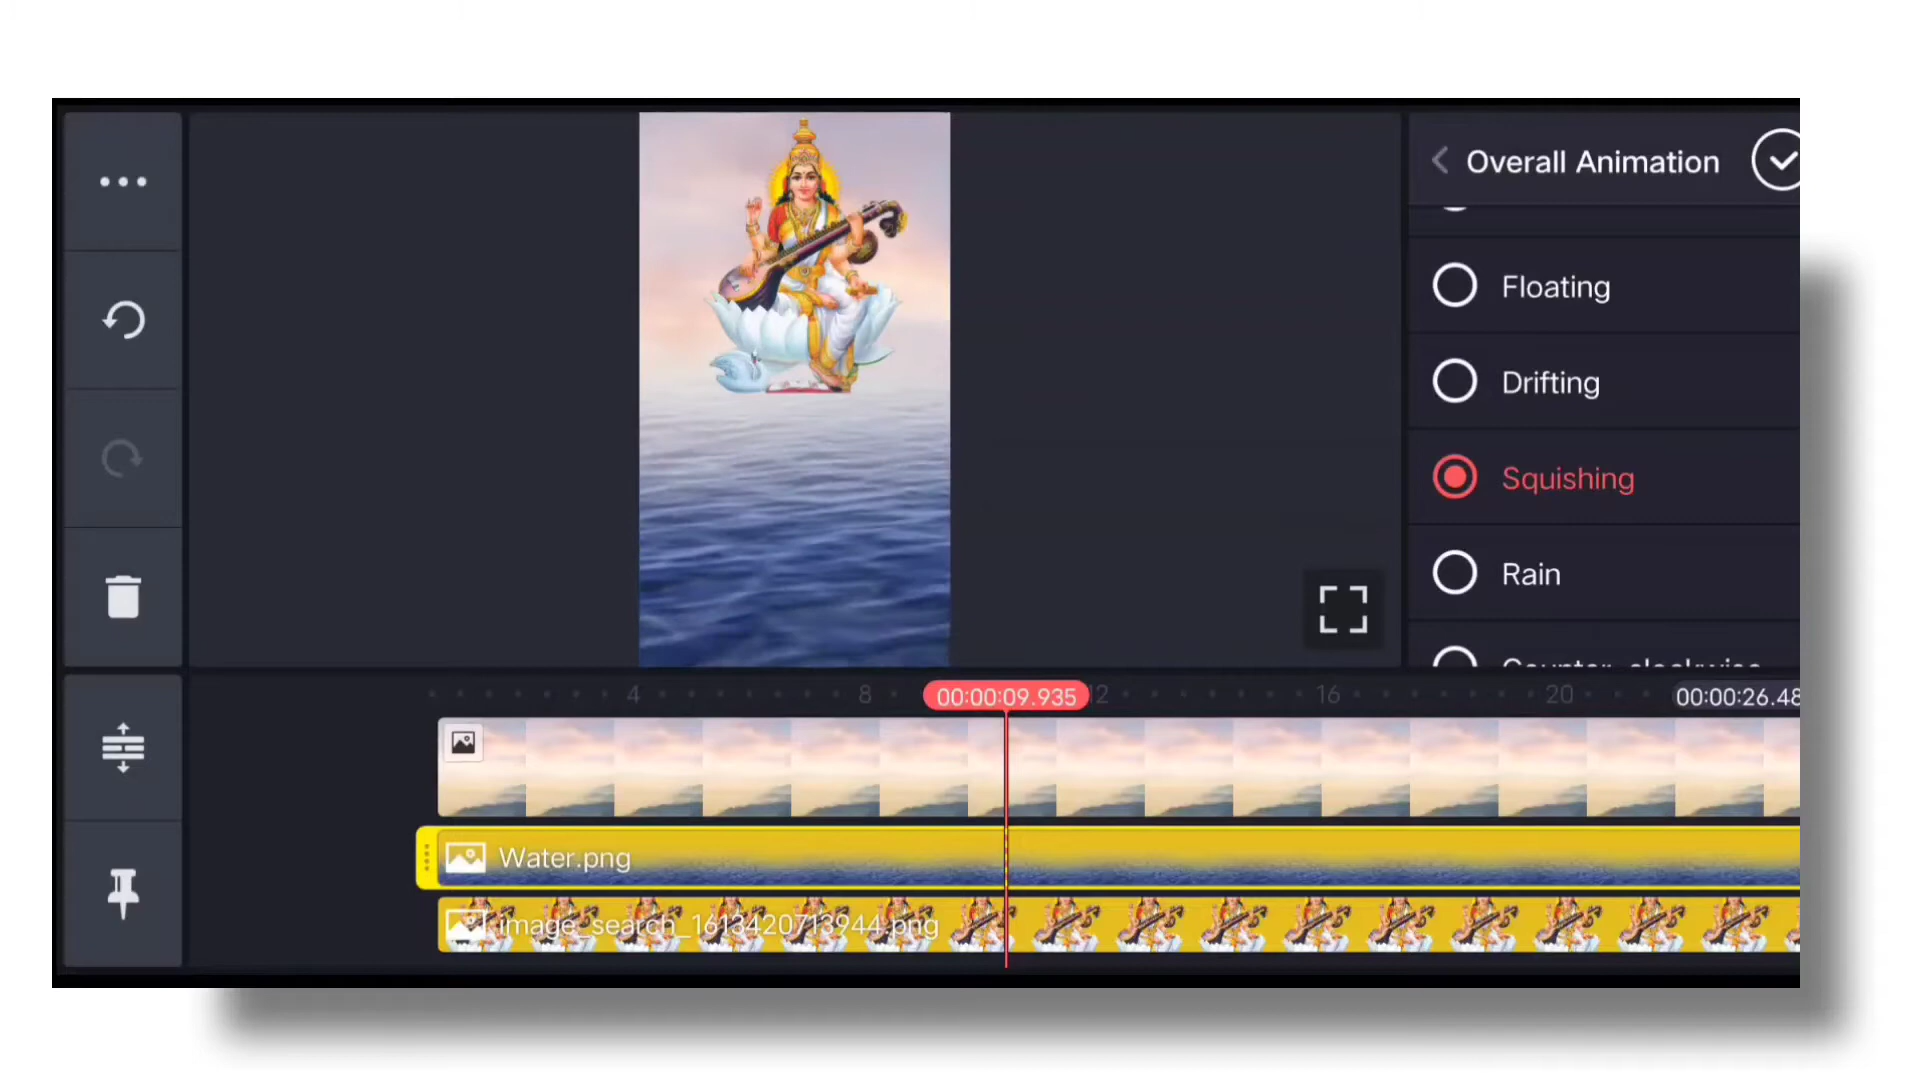 Overall Animation
Floating
Drifting
Squishing
Rain
4
8
00:00:09.935
12
16
20
00:00:26.48
Water.png
image_search_1613420713944.png